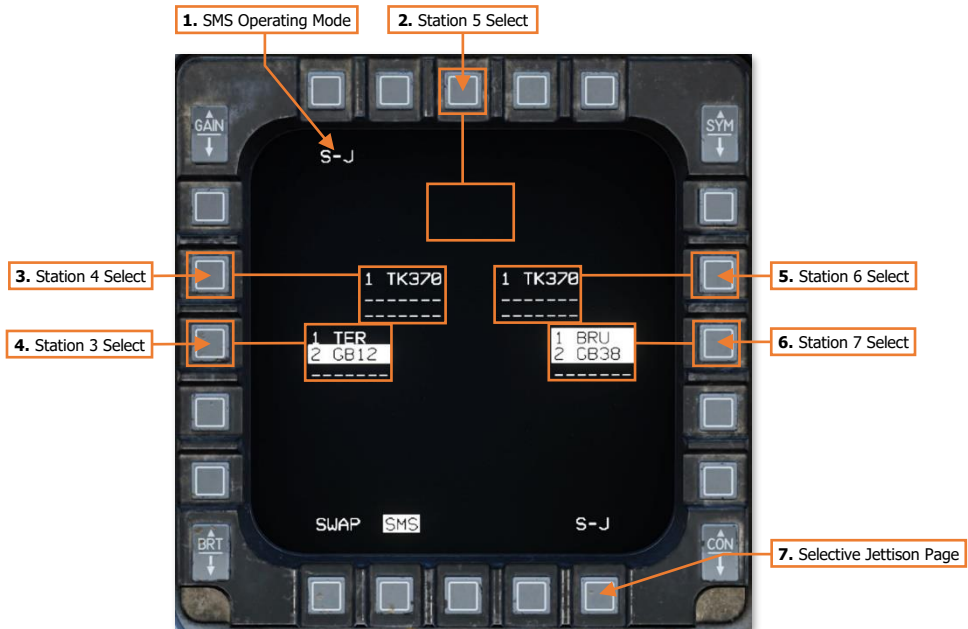 1. SMS Operating Mode
2. Station 5 Select
GAIN
SYM
S-J
3. Station 4 Select
1 TK370
-------
1 TK370
-------
5. Station 6 Select
4. Station 3 Select
1 TER
2 GB12
-------
1 BRU
2 GB38
-------
6. Station 7 Select
SWAP SMS S-J
BRT
CON
7. Selective Jettison Page